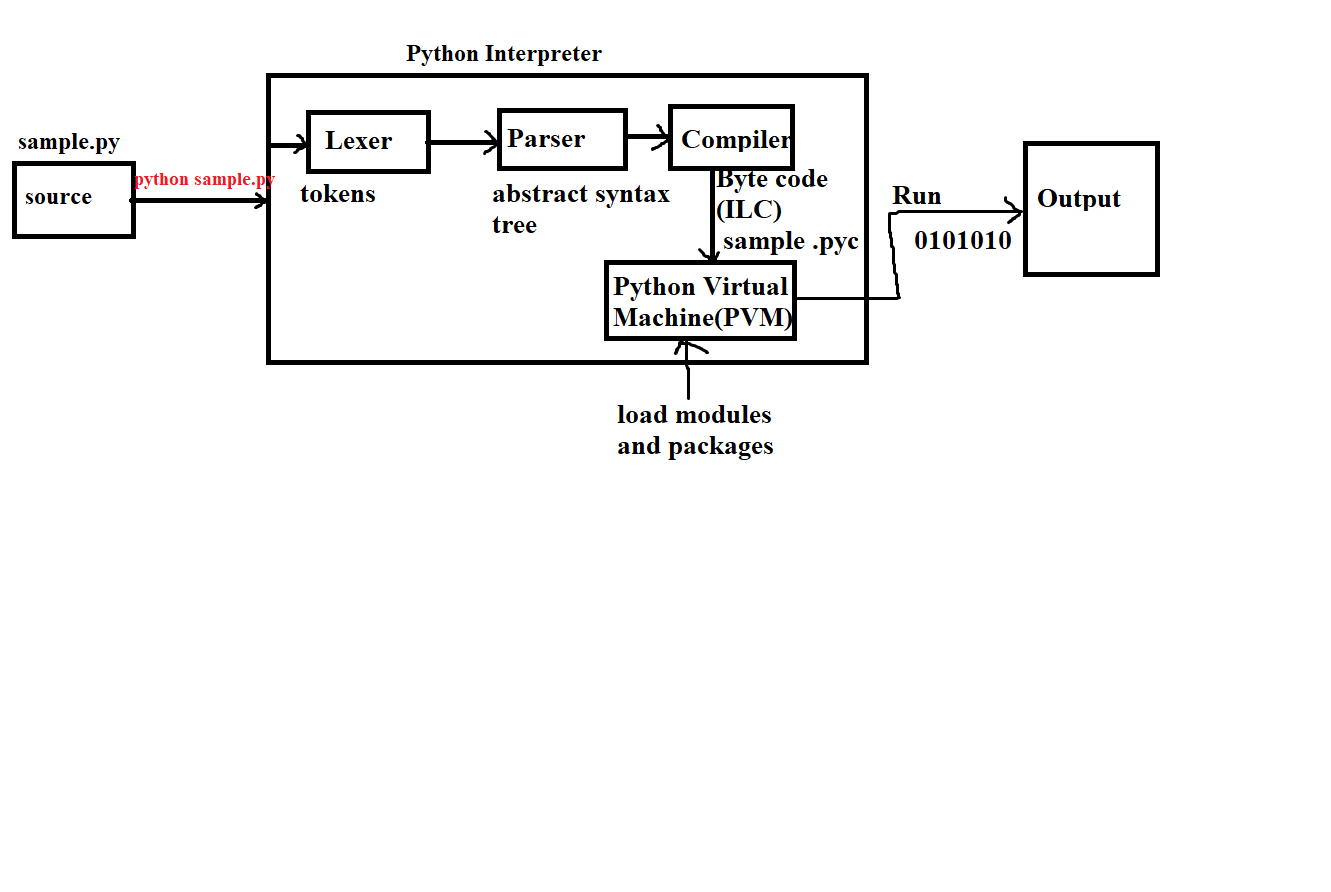 Python Interpreter
sample.py
source
python sample.py
Lexer
tokens
Parser
abstract syntax
tree
Compiler
Byte code
(ILC)
sample .pyc
Python Virtual
Machine(PVM)
load modules
and packages
Run
0101010
Output